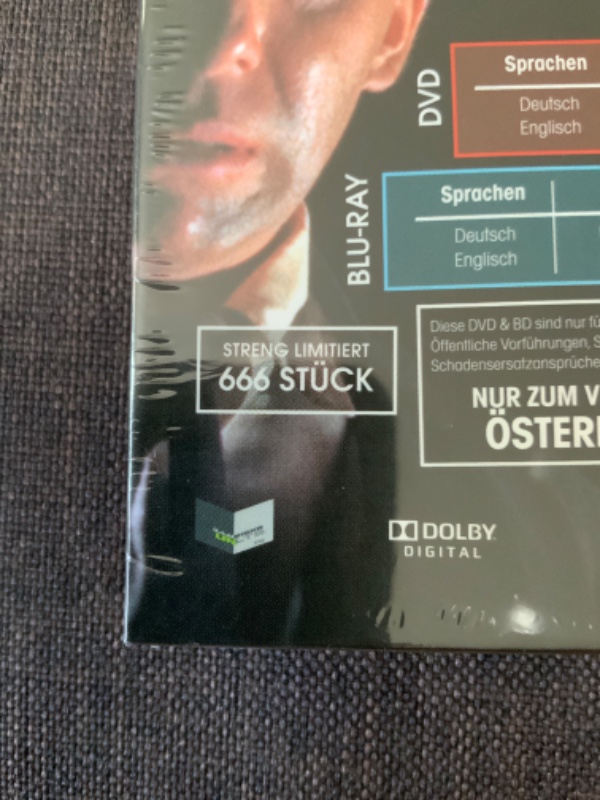 DVD
Sprachen
Deutsch
Englisch
BLU-RAY
Sprachen
Deutsch
Englisch
STRENG LIMITIERT
666 STÜCK
Diese DVD & BD sind nur fü
Öffentliche Vorführungen, S
Schadensersatzansprüche
NUR ZUM V
ÖSTER
DOLBY
DIGITAL